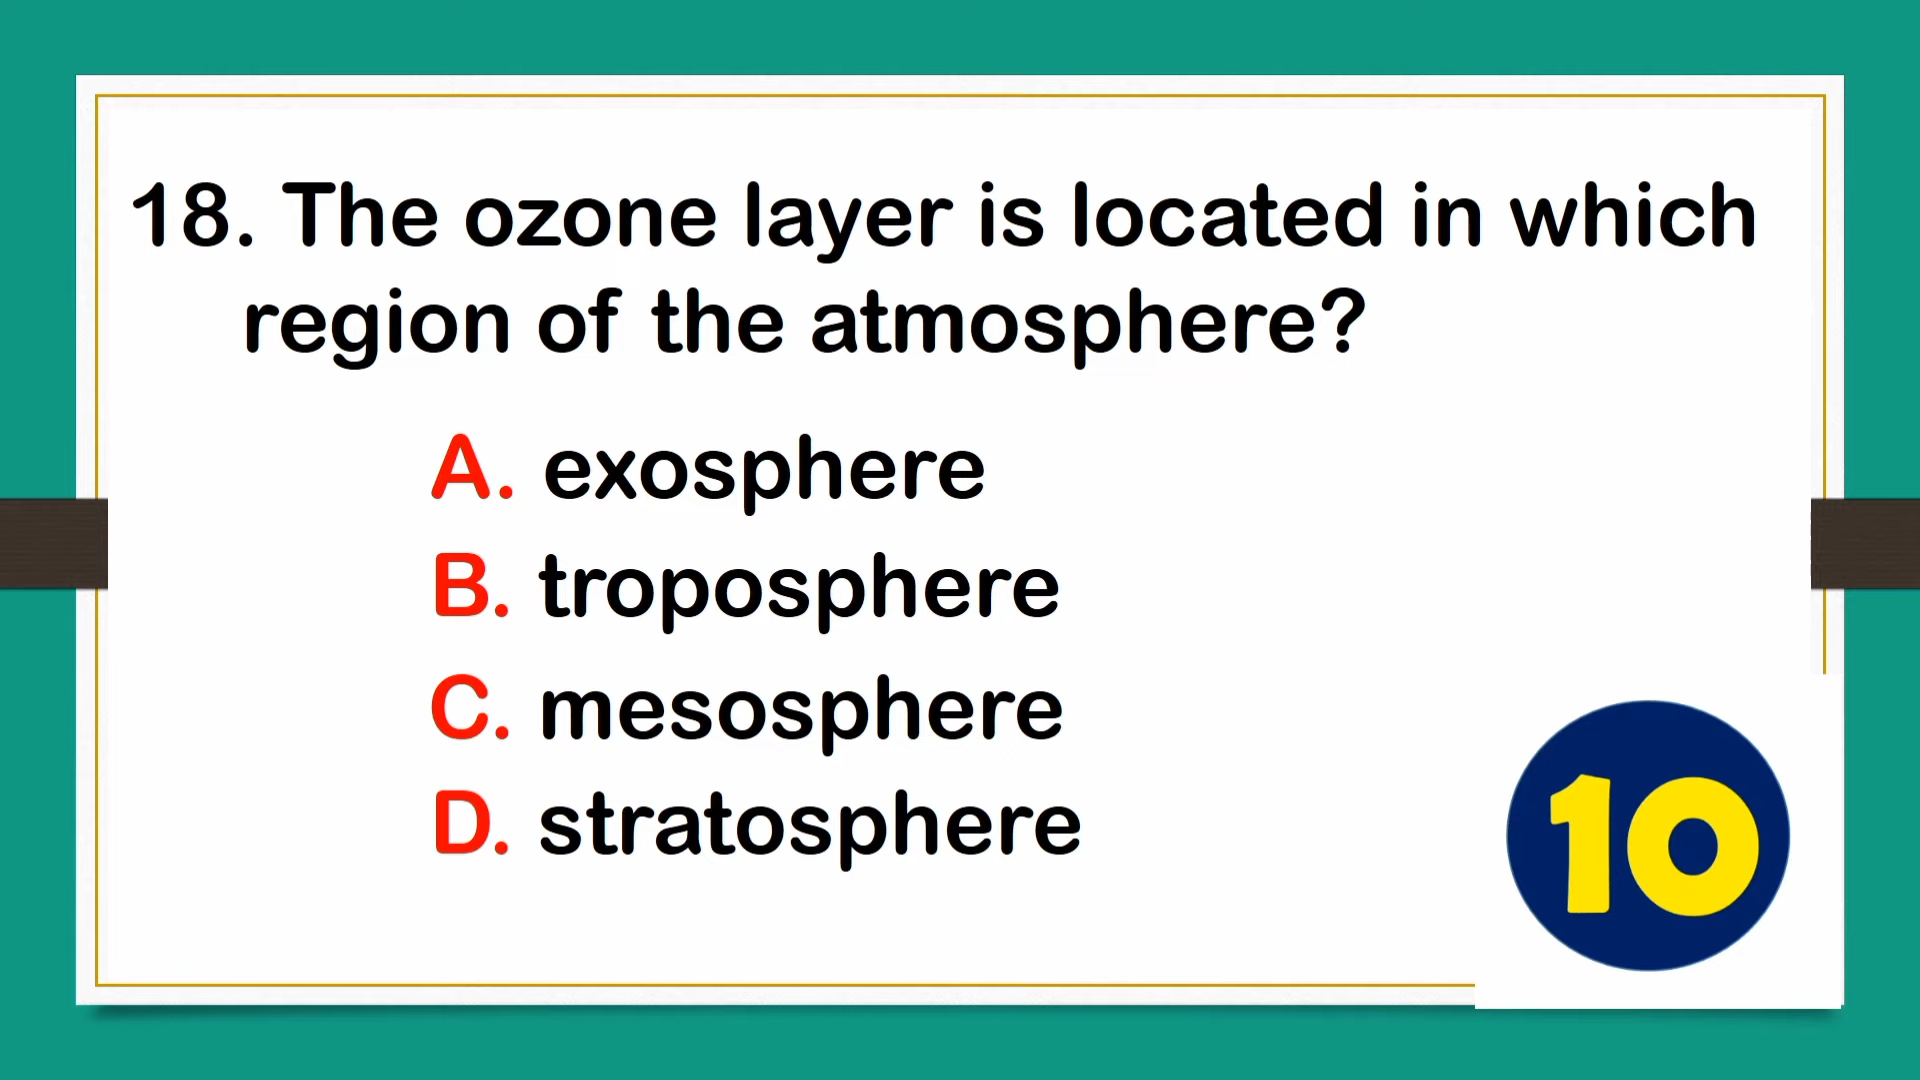 18. The ozone layer is located in which
region of the atmosphere?
A. exosphere
B. troposphere
C. mesosphere
D. stratosphere
10